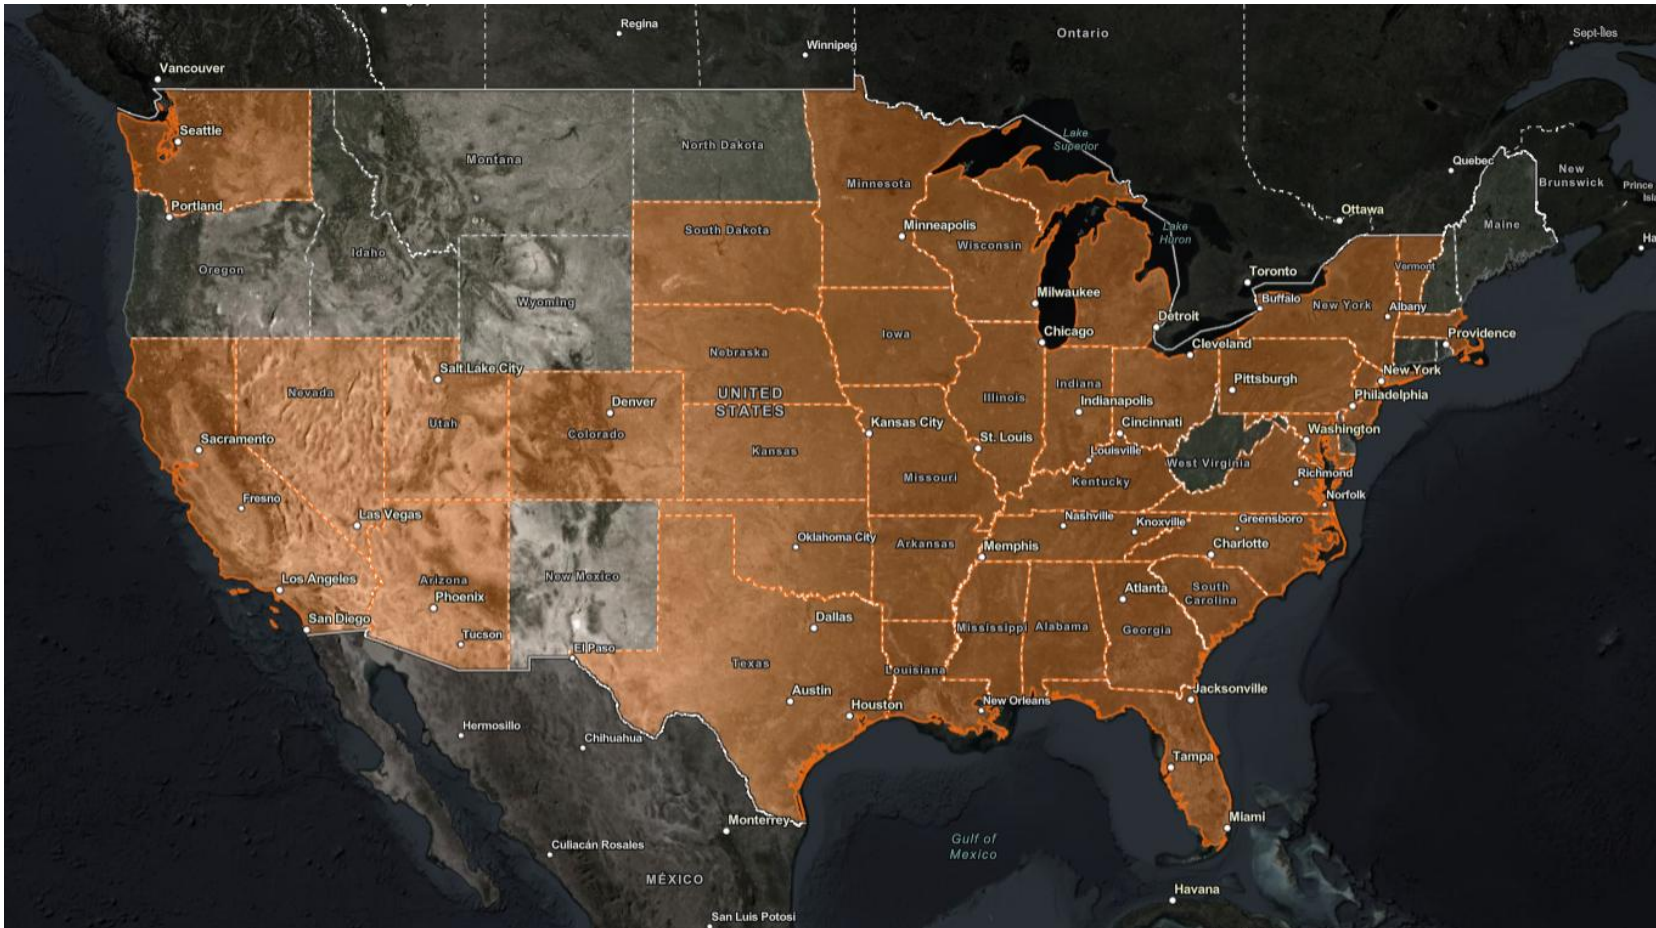 Regina
Winnipeg
Ontario
Sept-Îles
Vancouver
Seattle
Montana
North Dakota
Lake
Superior
Quebec
New
Brunswick
Prince
Isla
Minnesota
Portland
Ottawa
Maine
Ha
South Dakota
Minneapolis
Wisconsin
Lake
Huron
Oregon
Idaho
Toronto
Vermont
Wyoming
Milwaukee
Buffalo
New York
Albany
Detroit
Chicago
Iowa
Providence
Cleveland
Nebraska
Salt Lake City
New York
Nevada
UNITED
STATES
Indiana
Pittsburgh
Philadelphia
Denver
Illinois
Indianapolis
Utah
Colorado
Kansas City
Cincinnati
Washington
Sacramento
St. Louis
Kansas
Louisville
West Virginia
Missouri
Kentucky
Richmond
Fresno
Norfolk
Las Vegas
Nashville
Knoxville
Greensboro
Oklahoma City
Arkansas
Memphis
Charlotte
Los Angeles
Arizona
New Mexico
Phoenix
Atlanta
South
Carolina
San Diego
Dallas
Tucson
Mississippi
Alabama
Georgia
El Paso
Texas
Louisiana
Austin
Jacksonville
Houston
New Orleans
Hermosillo
Chihuahua
Tampa
Monterrey
Miami
Gulf of
Mexico
Culiacán Rosales
MÉXICO
Havana
San Luis Potosí